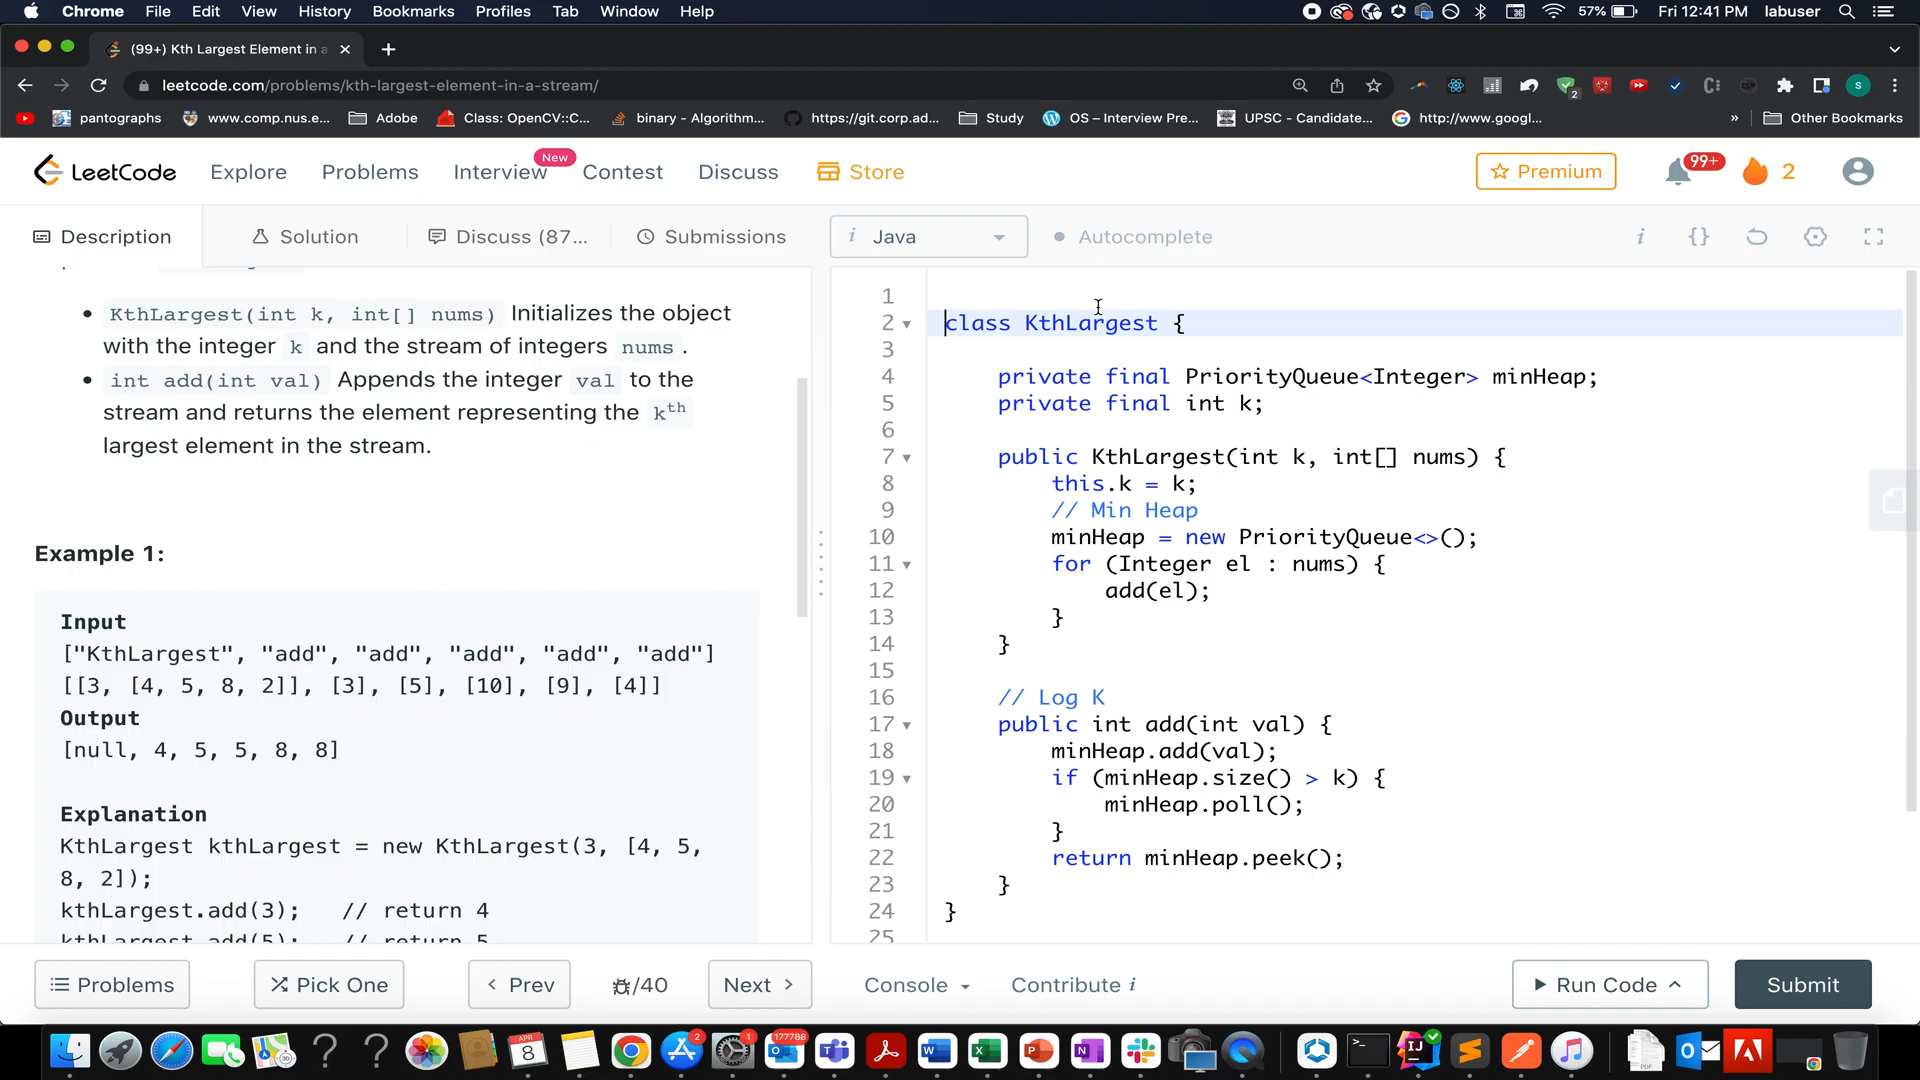 Chrome File Edit View History Bookmarks Profiles Tab Window Help 57% Fri 12:41 PM labuser
(99+) Kth Largest Element in a
leetcode.com/problems/kth-largest-element-in-a-stream/
2
S
pantographs www.comp.nus.e... Adobe Class: OpenCV::C... binary - Algorithm... https://git.corp.ad... Study OS – Interview Pre... UPSC - Candidate... http://www.googl... » Other Bookmarks
LeetCode Explore Problems Interview New Contest Discuss Store Premium 99+ 2
Description Solution Discuss (87... Submissions i Java Autocomplete i {}
KthLargest(int k, int[] nums) Initializes the object
with the integer k and the stream of integers nums .
int add(int val) Appends the integer val to the
stream and returns the element representing the kth
largest element in the stream.
Example 1:
Input
["KthLargest", "add", "add", "add", "add", "add"]
[[3, [4, 5, 8, 2]], [3], [5], [10], [9], [4]]
Output
[null, 4, 5, 5, 8, 8]
Explanation
KthLargest kthLargest = new KthLargest(3, [4, 5,
8, 2]);
kthLargest.add(3);   // return 4
kthLargest.add(5);   // return 5
1
2 class KthLargest {
3
4     private final PriorityQueue<Integer> minHeap;
5     private final int k;
6
7     public KthLargest(int k, int[] nums) {
8         this.k = k;
9         // Min Heap
10         minHeap = new PriorityQueue<>();
11         for (Integer el : nums) {
12             add(el);
13         }
14     }
15
16     // Log K
17     public int add(int val) {
18         minHeap.add(val);
19         if (minHeap.size() > k) {
20             minHeap.poll();
21         }
22         return minHeap.peek();
23     }
24 }
25
Problems Pick One Prev /40 Next Console Contribute i Run Code Submit
APR 8 2 1 177788